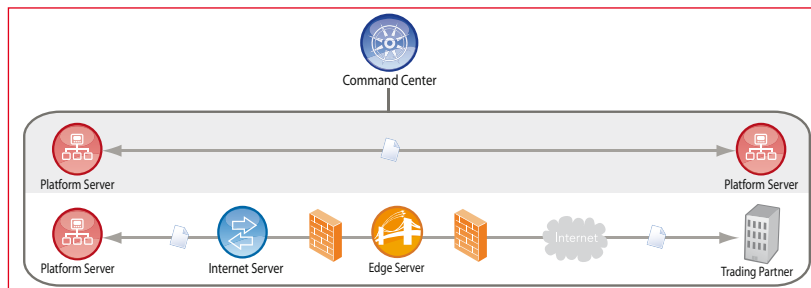 Command Center
Platform Server
Platform Server
Platform Server
Internet Server
Edge Server
Internet
Trading Partner